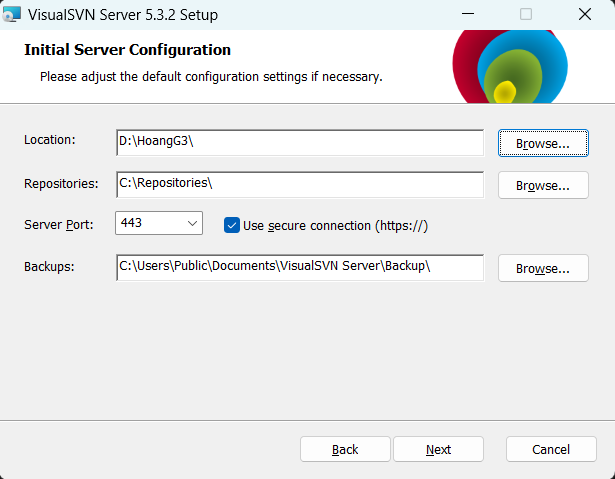 VisualSVN Server 5.3.2 Setup
Initial Server Configuration
Please adjust the default configuration settings if necessary.
Location: D:\HoangG3\ Browse...
Repositories: C:\Repositories\ Browse...
Server Port: 443 Use secure connection (https://)
Backups: C:\Users\Public\Documents\VisualSVN Server\Backup\ Browse...
Back Next Cancel